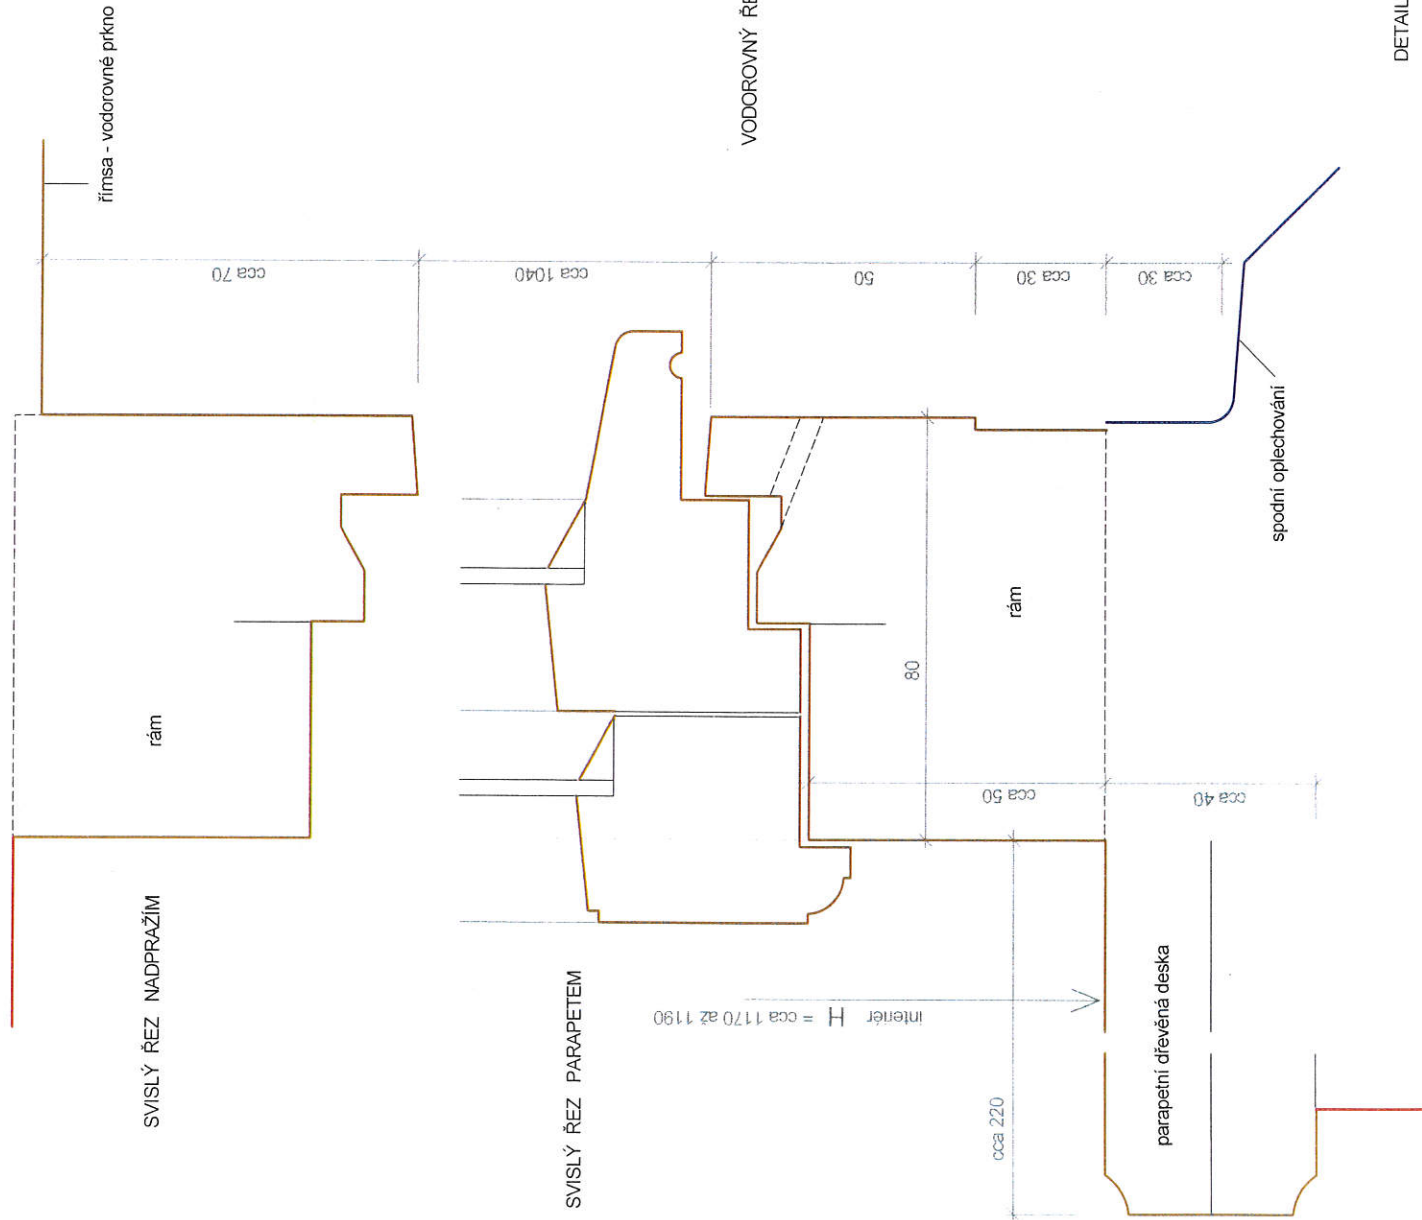 římsa - vodorovné prkno
cca 70
rám
SVISLÝ ŘEZ NADPRAŽÍM
cca 1040
SVISLÝ ŘEZ PARAPETEM
VODOROVNÝ
50
cca 30
cca 30
spodní oplechování
rám
80
cca 50
cca 40
interiér H = cca 1170 až 1190
cca 220
parapetní dřevěná deska
DETAIL